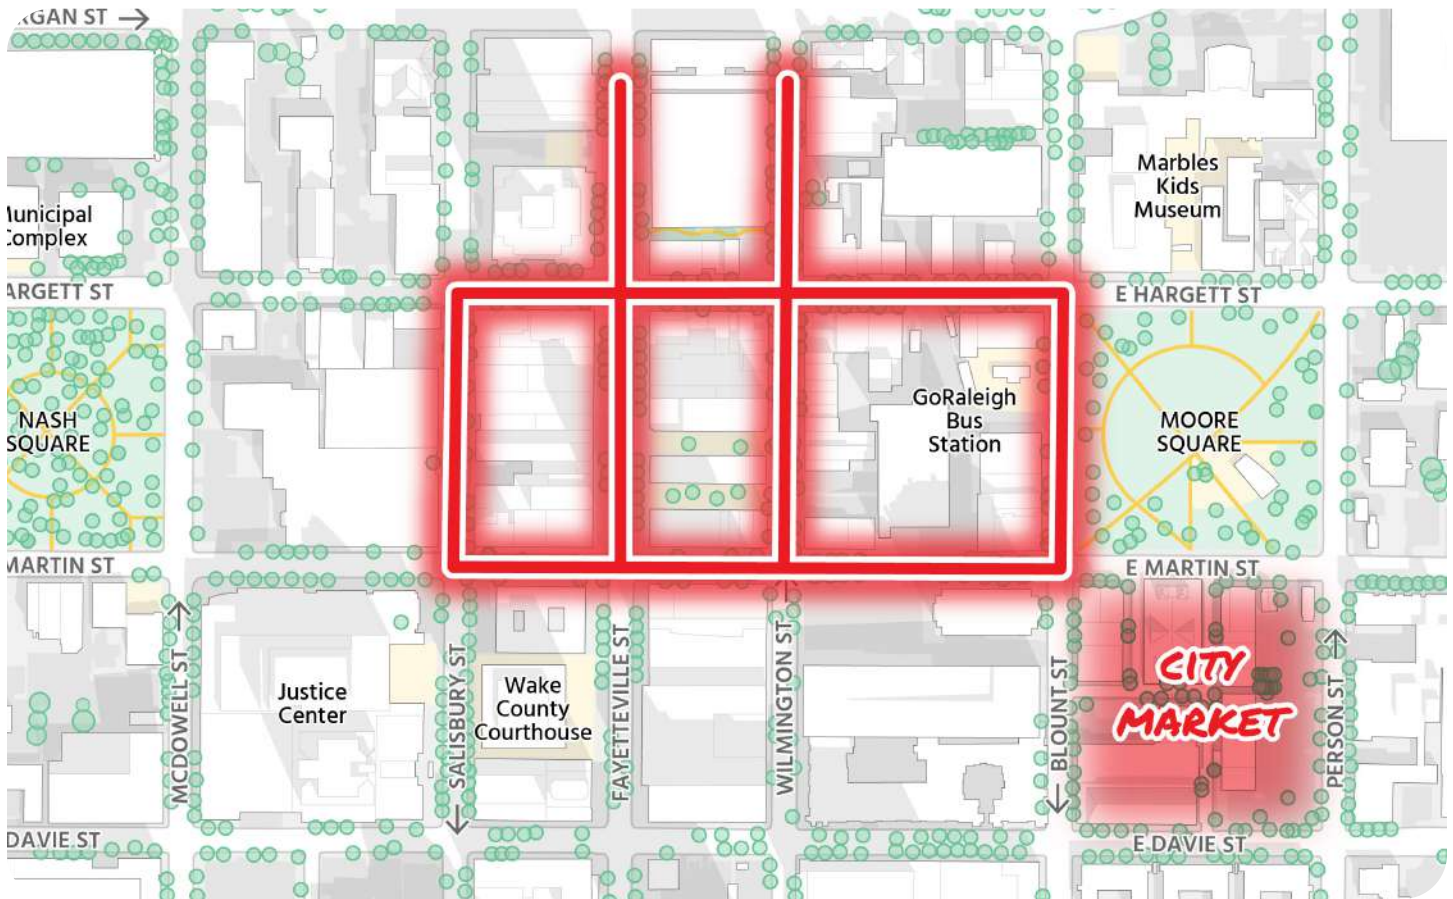 RGAN ST
Municipal
Complex
Marbles
Kids
Museum
ARGETT ST
E HARGETT ST
NASH
SQUARE
GoRaleigh
Bus
Station
MOORE
SQUARE
MARTIN ST
E MARTIN ST
MCDOWELL ST
Justice
Center
SALISBURY ST
Wake
County
Courthouse
FAYETTEVILLE ST
WILMINGTON ST
BLOUNT ST
CITY
MARKET
PERSON ST
DAVIE ST
E DAVIE ST